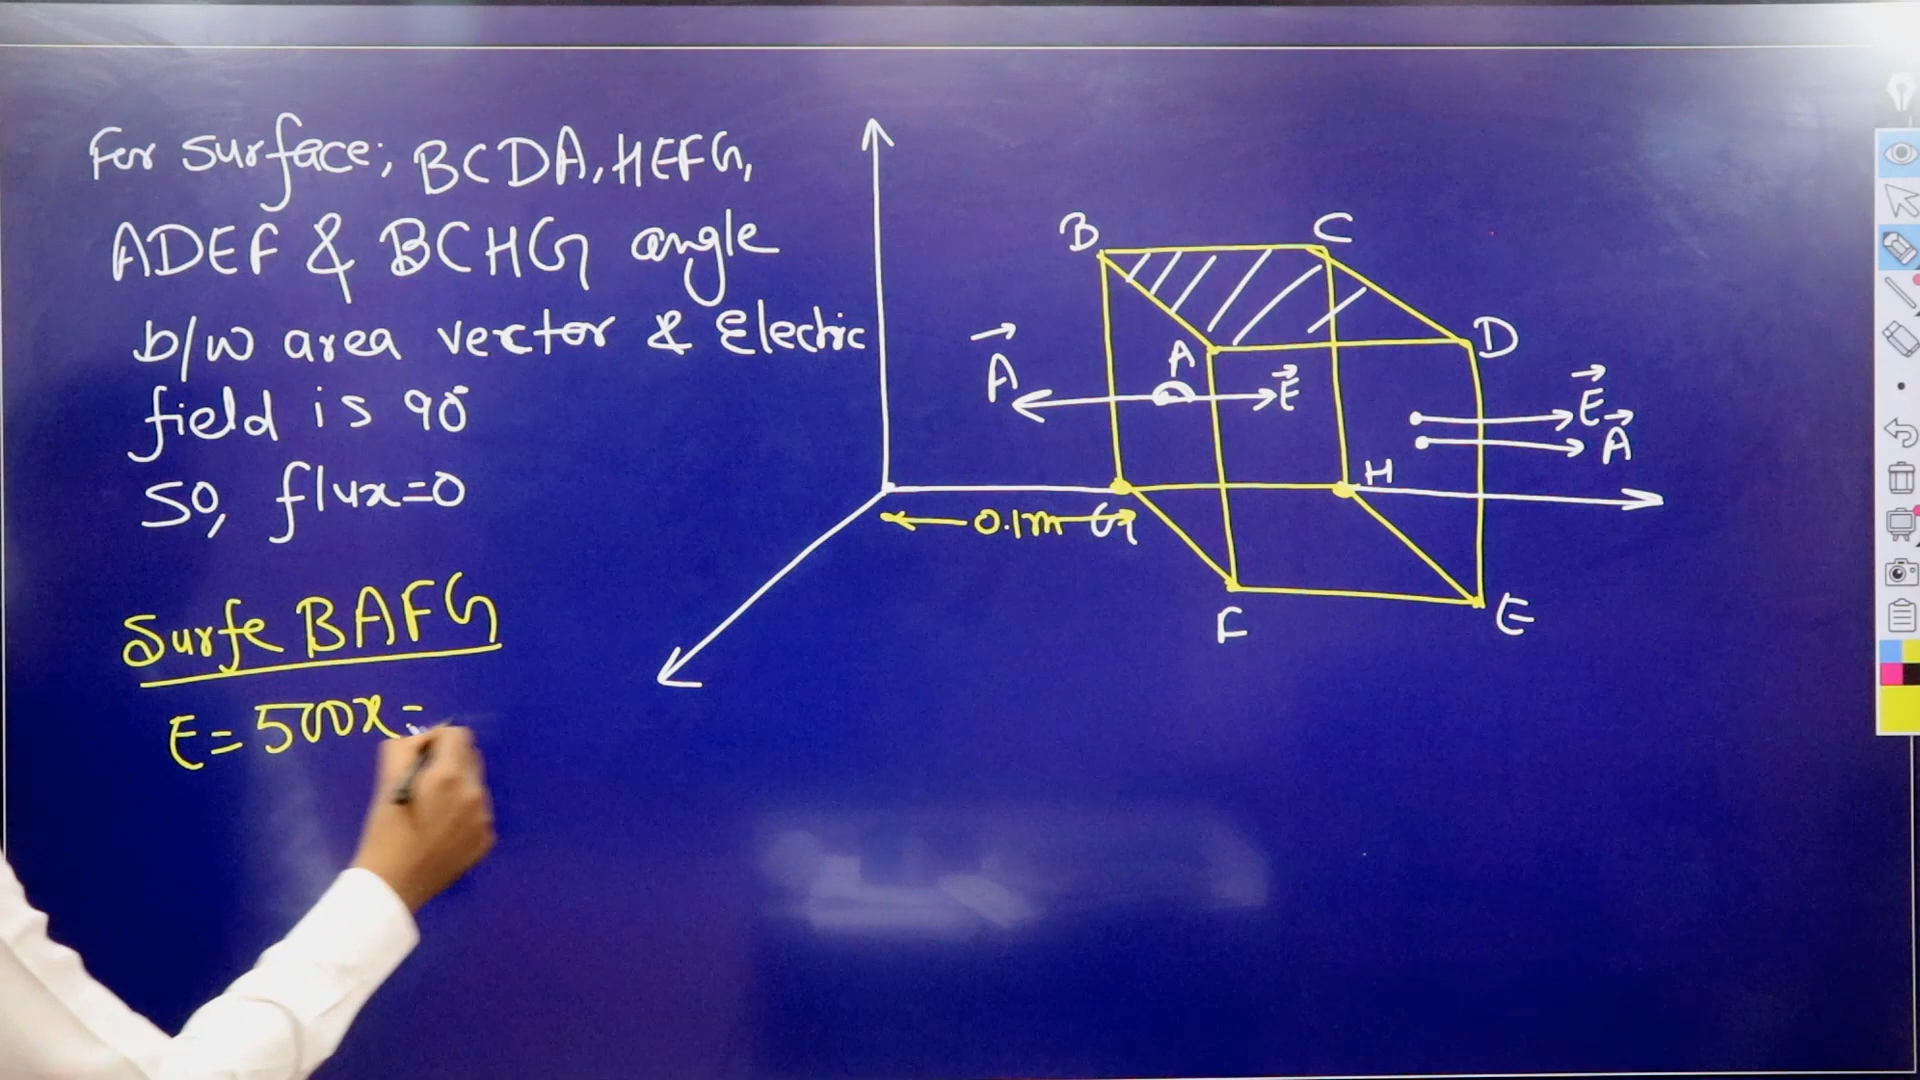 For surface; BCDA, HEFG,
ADEF & BCHG angle
b/w area vector & Electric
field is 90°
So, flux=0
Surfe BAFG
E=500x=
B
C
A
D
A
E
E
A
H
0.1m
G
F
E